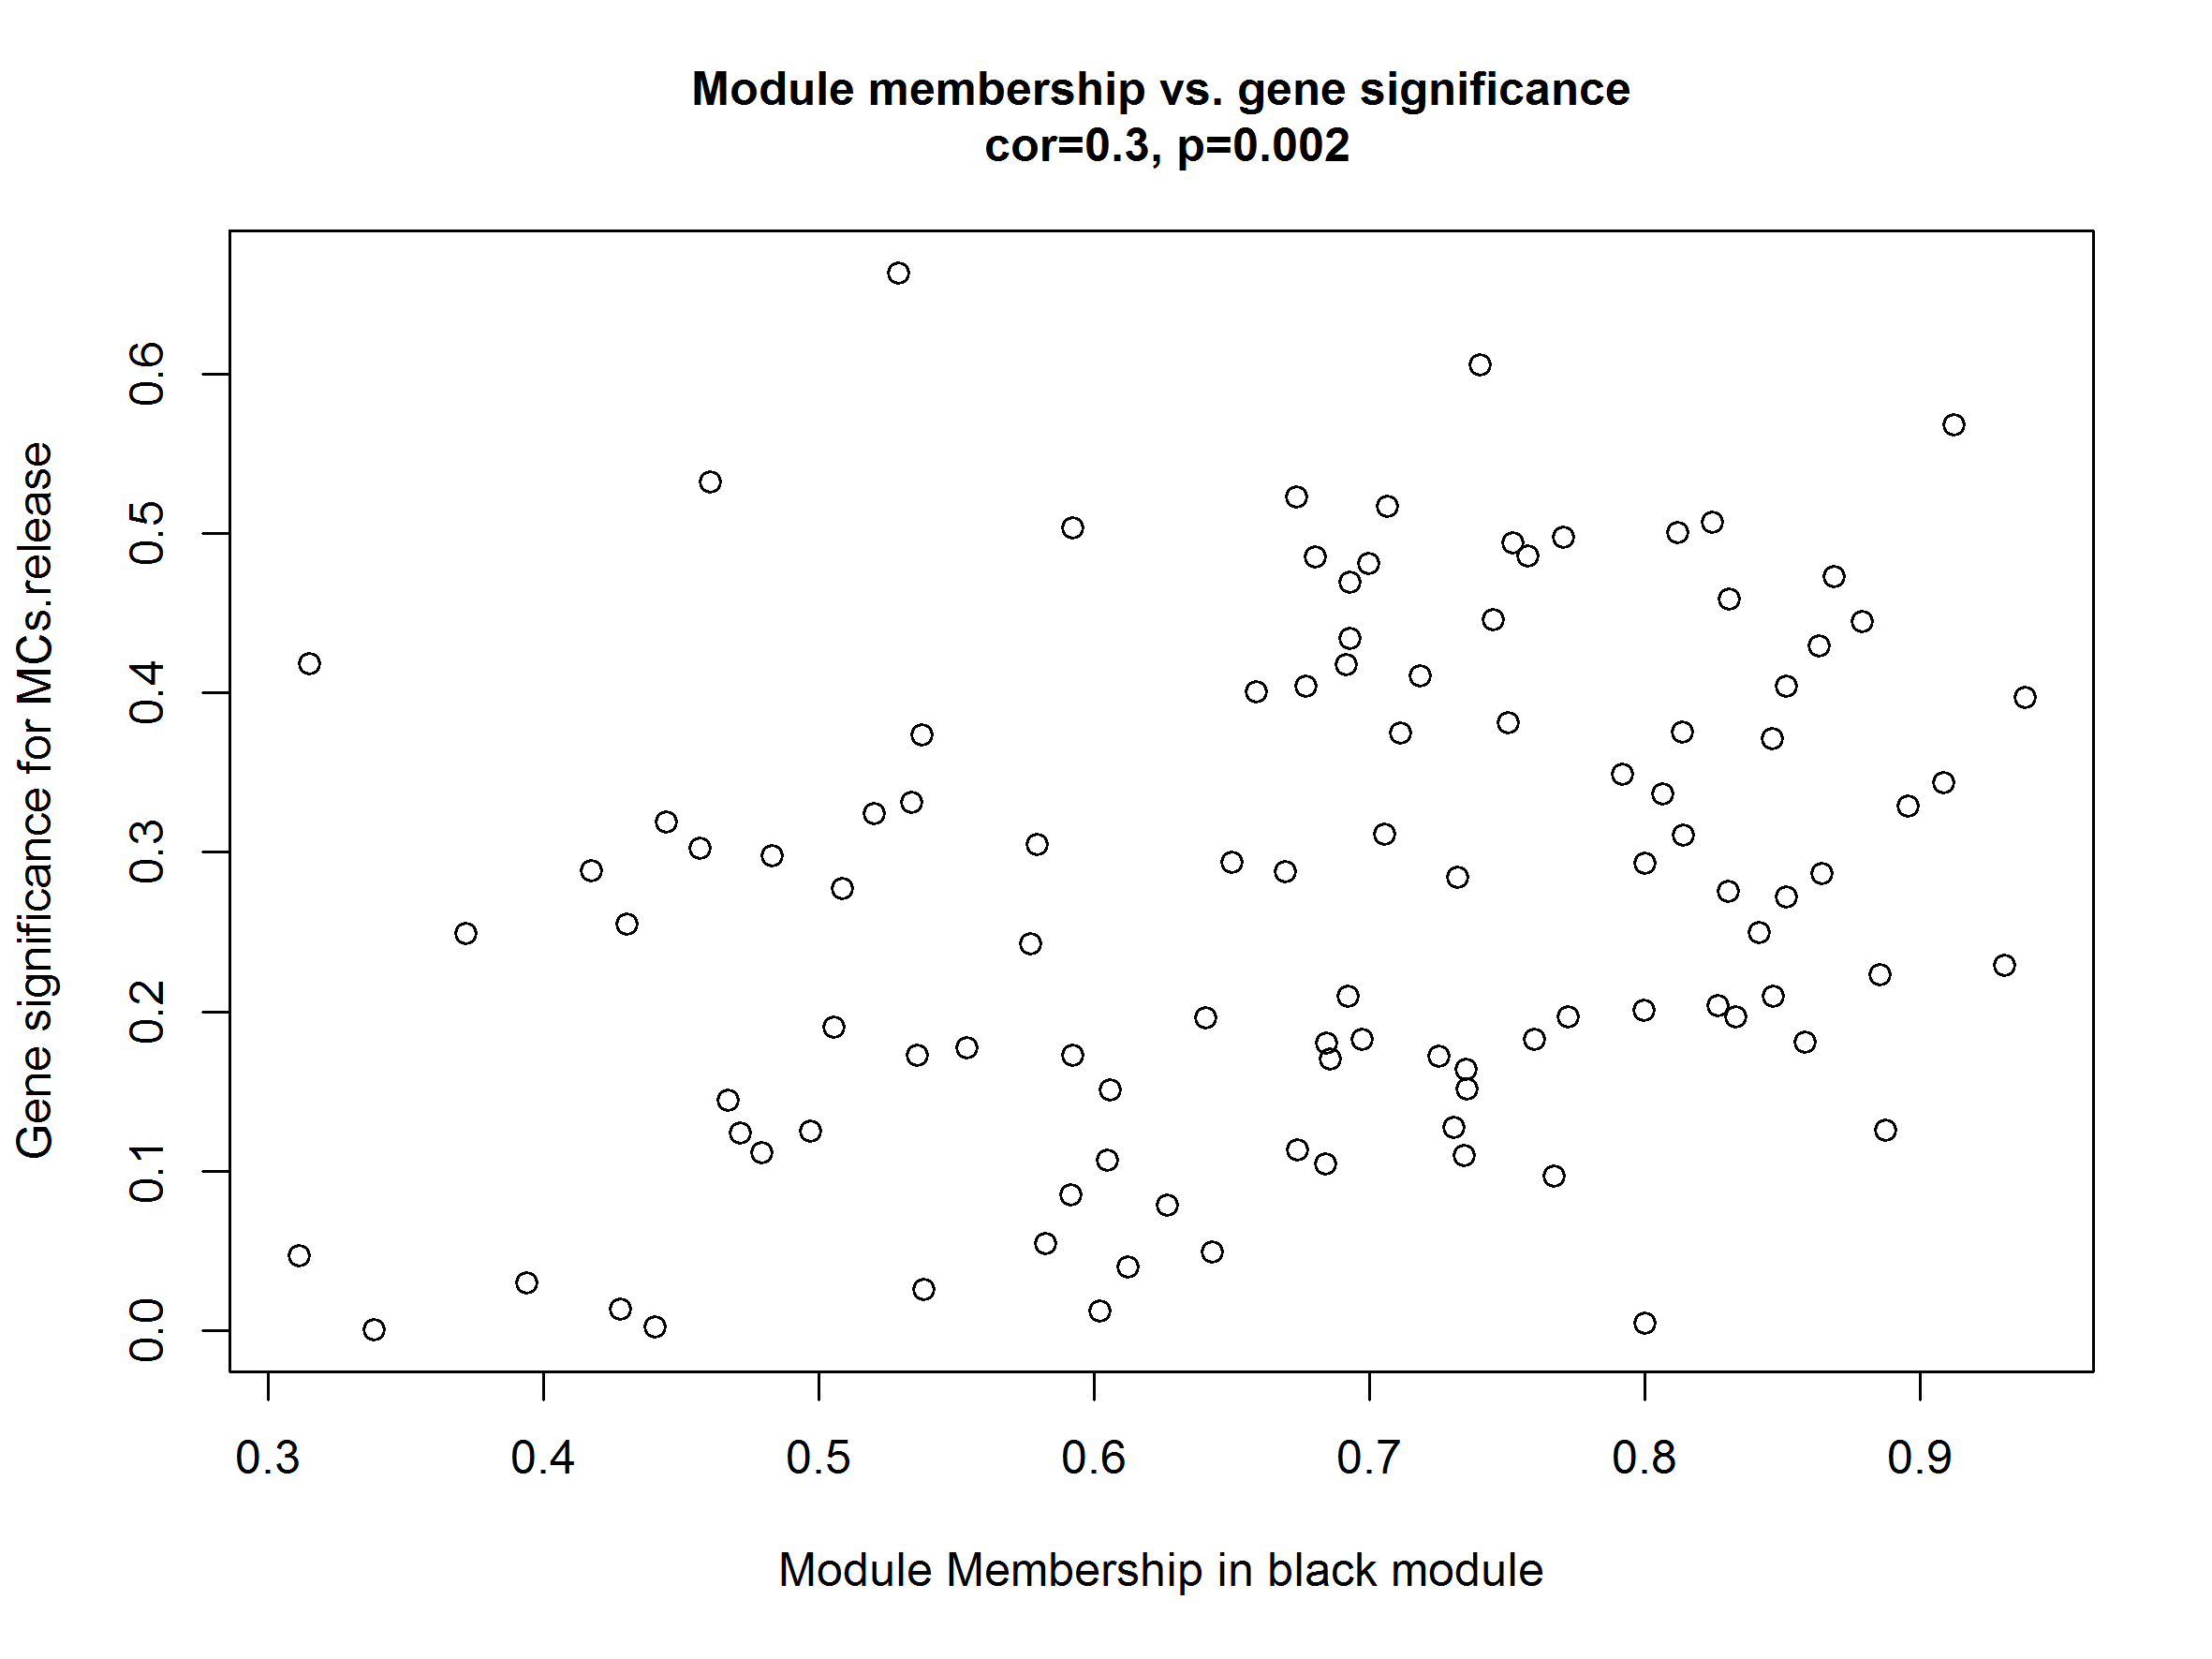 Module membership vs. gene significance
cor=0.3, p=0.002
Gene significance for MCs.release
0.6
0.5
0.4
0.3
0.2
0.1
0.0
0.3 0.4 0.5 0.6 0.7 0.8 0.9
Module Membership in black module